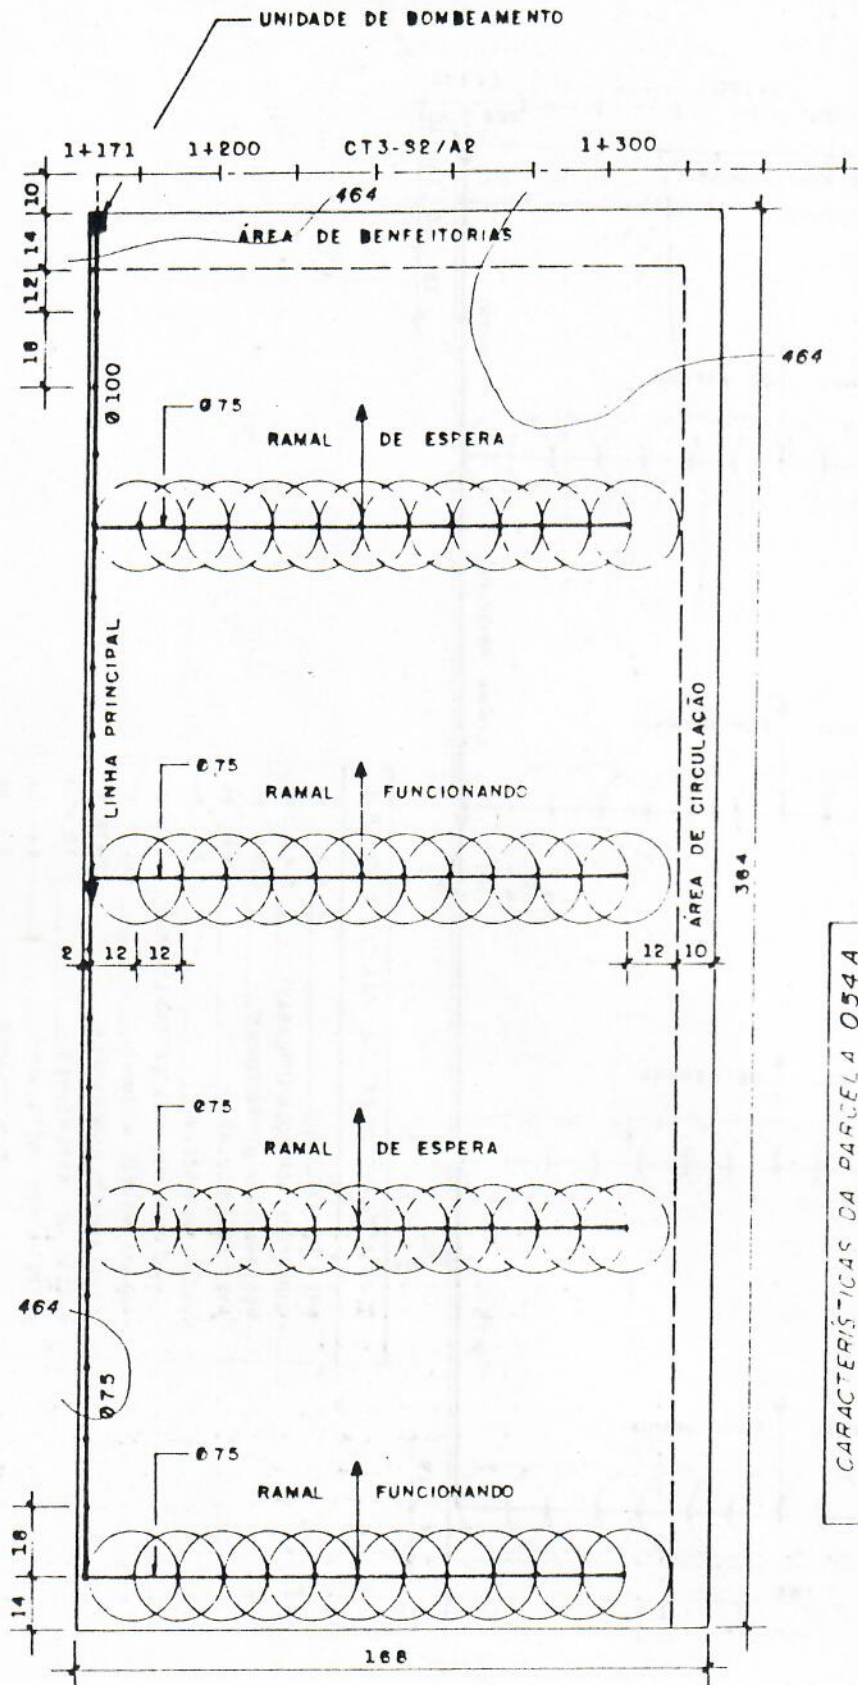 UNIDADE DE BOMBEAMENTO
1+171 1+200 CT3-S2/A2 1+300
10
464
14
ÁREA DE BENFEITORIAS
12
18
464
Ø100
Ø75
RAMAL DE ESPERA
LINHA PRINCIPAL
ÁREA DE CIRCULAÇÃO
Ø75
RAMAL FUNCIONANDO
384
2 12 12 12 10
CARACTERÍSTICAS DA PARCELA 054A
Ø75
RAMAL DE ESPERA
464
Ø75
Ø75
RAMAL FUNCIONANDO
18
14
168